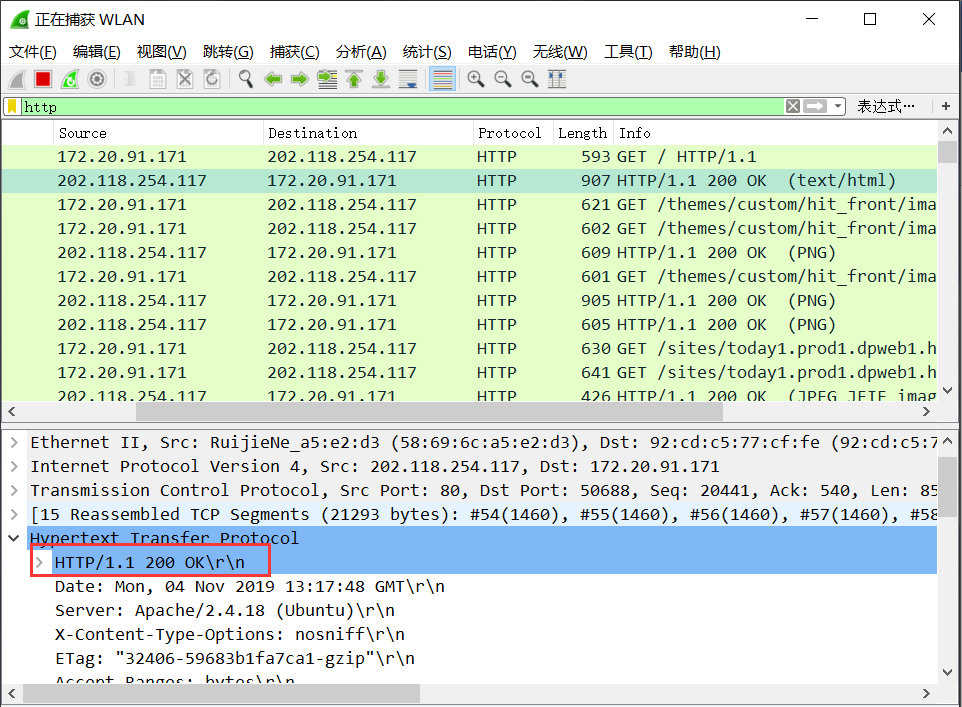 正在捕获 WLAN
文件(F) 编辑(E) 视图(V) 跳转(G) 捕获(C) 分析(A) 统计(S) 电话(Y) 无线(W) 工具(T) 帮助(H)
http 表达式… +
Source Destination Protocol Length Info
172.20.91.171 202.118.254.117 HTTP 593 GET / HTTP/1.1
202.118.254.117 172.20.91.171 HTTP 907 HTTP/1.1 200 OK (text/html)
172.20.91.171 202.118.254.117 HTTP 621 GET /themes/custom/hit_front/ima
172.20.91.171 202.118.254.117 HTTP 602 GET /themes/custom/hit_front/ima
202.118.254.117 172.20.91.171 HTTP 609 HTTP/1.1 200 OK (PNG)
172.20.91.171 202.118.254.117 HTTP 601 GET /themes/custom/hit_front/ima
202.118.254.117 172.20.91.171 HTTP 905 HTTP/1.1 200 OK (PNG)
202.118.254.117 172.20.91.171 HTTP 605 HTTP/1.1 200 OK (PNG)
172.20.91.171 202.118.254.117 HTTP 630 GET /sites/today1.prod1.dpweb1.h
172.20.91.171 202.118.254.117 HTTP 641 GET /sites/today1.prod1.dpweb1.h
202.118.254.117 172.20.91.171 HTTP 426 HTTP/1.1 200 OK (JPEG JFIF imag
Ethernet II, Src: RuijieNe_a5:e2:d3 (58:69:6c:a5:e2:d3), Dst: 92:cd:c5:77:cf:fe (92:cd:c5:7
Internet Protocol Version 4, Src: 202.118.254.117, Dst: 172.20.91.171
Transmission Control Protocol, Src Port: 80, Dst Port: 50688, Seq: 20441, Ack: 540, Len: 85
[15 Reassembled TCP Segments (21293 bytes): #54(1460), #55(1460), #56(1460), #57(1460), #58
Hypertext Transfer Protocol
HTTP/1.1 200 OK\r\n
Date: Mon, 04 Nov 2019 13:17:48 GMT\r\n
Server: Apache/2.4.18 (Ubuntu)\r\n
X-Content-Type-Options: nosniff\r\n
ETag: "32406-59683b1fa7ca1-gzip"\r\n
Accept-Ranges: bytes\r\n